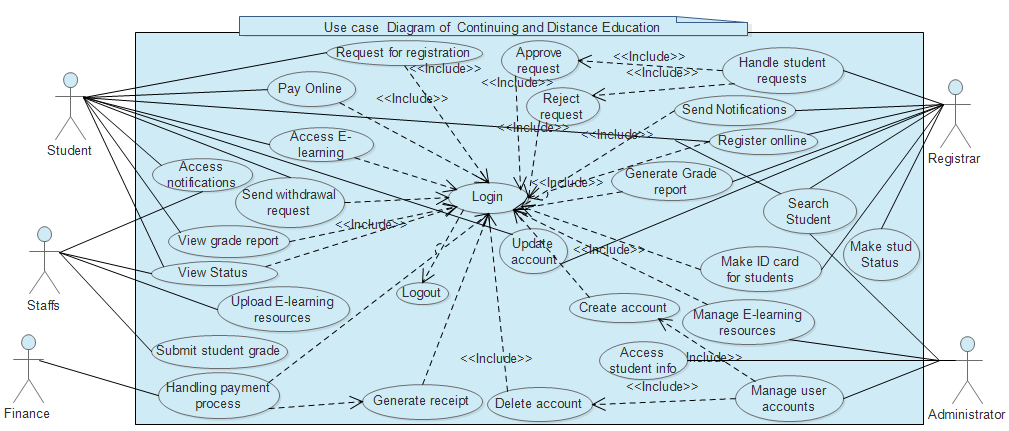 Use case Diagram of Continuing and Distance Education
Request for registration
<<Include>>
Approve
request
<<Include>>
Handle student
requests
<<Include>>
Pay Online
<<Include>>
<<Include>>
Reject
request
Send Notifications
Student
Registrar
Access E-
learning
<<Include>>
<<Include>>
Register onlline
Access
notifications
Send withdrawal
request
Login
<<Include>>
Generate Grade
report
Search
Student
View grade report
<<Include>>
Update
account
<<Include>>
Make stud
Status
Staffs
View Status
Make ID card
for students
Upload E-learning
resources
Logout
Create account
Manage E-learning
resources
Submit student grade
<<Include>>
Access
student info
Include>>
Finance
Handling payment
process
Generate receipt
Delete account
<<Include>>
Manage user
accounts
Administrator